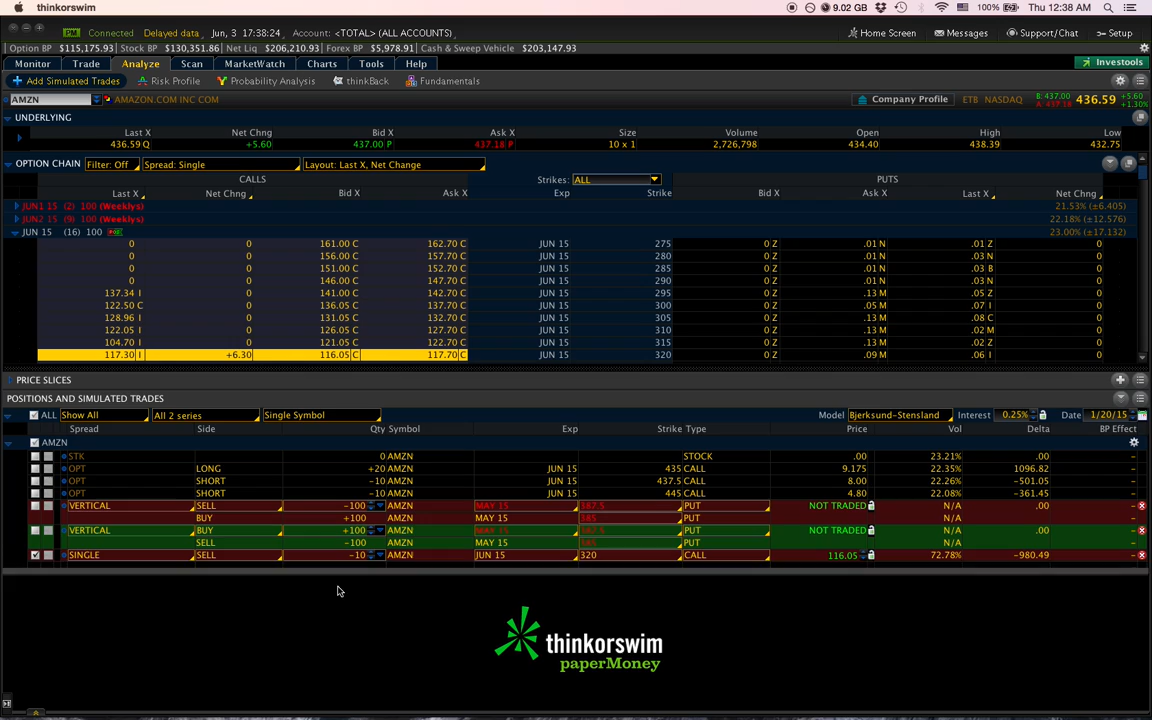 thinkorswim 9.02 GB 100% Thu 12:38 AM
PM Connected Delayed data Jun, 3 17:38:24 Account: <TOTAL> (ALL ACCOUNTS) Home Screen Messages Support/Chat Setup
Option BP $115,175.93 Stock BP $130,351.86 Net Liq $206,210.93 Forex BP $5,978.91 Cash & Sweep Vehicle $203,147.93
Monitor Trade Analyze Scan MarketWatch Charts Tools Help Investools
Add Simulated Trades Risk Profile Probability Analysis thinkBack Fundamentals
AMZN AMAZON.COM INC COM Company Profile ETB NASDAQ B: 437.00 A: 437.18 436.59 +5.60 +1.30%
UNDERLYING
Last X Net Chng Bid X Ask X Size Volume Open High Low
436.59 Q +5.60 437.00 P 437.18 P 10 x 1 2,726,798 434.40 438.39 432.75
OPTION CHAIN Filter: Off Spread: Single Layout: Last X, Net Change
CALLS Strikes: ALL PUTS
Last X Net Chng Bid X Ask X Exp Strike Bid X Ask X Last X Net Chng
JUN1 15 (2) 100 (Weeklys) 21.53% (±6.405)
JUN2 15 (9) 100 (Weeklys) 22.18% (±12.576)
JUN 15 (16) 100 23.00% (±17.132)
0 0 161.00 C 162.70 C JUN 15 275 0 Z .01 N .01 Z 0
0 0 156.00 C 157.70 C JUN 15 280 0 Z .01 N .03 N 0
0 0 151.00 C 152.70 C JUN 15 285 0 Z .01 N .03 B 0
0 0 146.00 C 147.70 C JUN 15 290 0 Z .01 N .03 N 0
137.34 I 0 141.00 C 142.70 C JUN 15 295 0 Z .13 M .05 Z 0
122.50 C 0 136.05 C 137.70 C JUN 15 300 0 Z .13 M .07 I 0
128.96 I 0 131.05 C 132.70 C JUN 15 305 0 Z .13 M .08 C 0
122.05 I 0 126.05 C 127.70 C JUN 15 310 0 Z .13 M .02 M 0
104.70 I 0 121.05 C 122.70 C JUN 15 315 0 Z .13 M .02 Z 0
117.30 I +6.30 116.05 C 117.70 C JUN 15 320 0 Z .09 M .06 I 0
PRICE SLICES
POSITIONS AND SIMULATED TRADES
ALL Show All All 2 series Single Symbol Model Bjerksund-Stensland Interest 0.25% Date 1/20/15
Spread Side Qty Symbol Exp Strike Type Price Vol Delta BP Effect
AMZN
STK 0 AMZN STOCK .00 23.21% .00 -
OPT LONG +20 AMZN JUN 15 435 CALL 9.175 22.35% 1096.82 -
OPT SHORT -10 AMZN JUN 15 437.5 CALL 8.00 22.26% -501.05 -
OPT SHORT -10 AMZN JUN 15 445 CALL 4.80 22.08% -361.45 -
VERTICAL SELL -100 AMZN MAY 15 387.5 PUT NOT TRADED N/A .00 -
BUY +100 MAY 15 385 PUT N/A
VERTICAL BUY +100 AMZN MAY 15 387.5 PUT NOT TRADED N/A .00 -
SELL -100 MAY 15 385 PUT N/A
SINGLE SELL -10 AMZN JUN 15 320 CALL 116.05 72.78% -980.49 -
thinkorswim
paperMoney